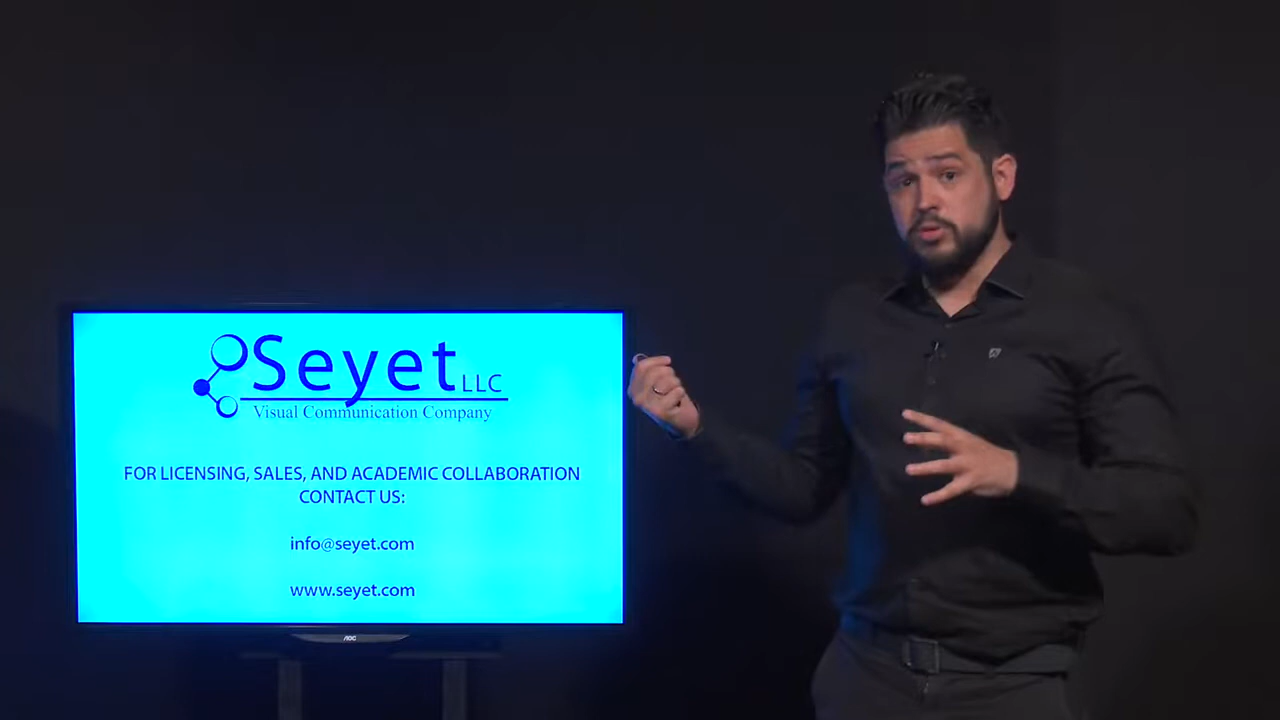 Seyet LLC
Visual Communication Company
FOR LICENSING, SALES, AND ACADEMIC COLLABORATION
CONTACT US:
info@seyet.com
www.seyet.com
AOC